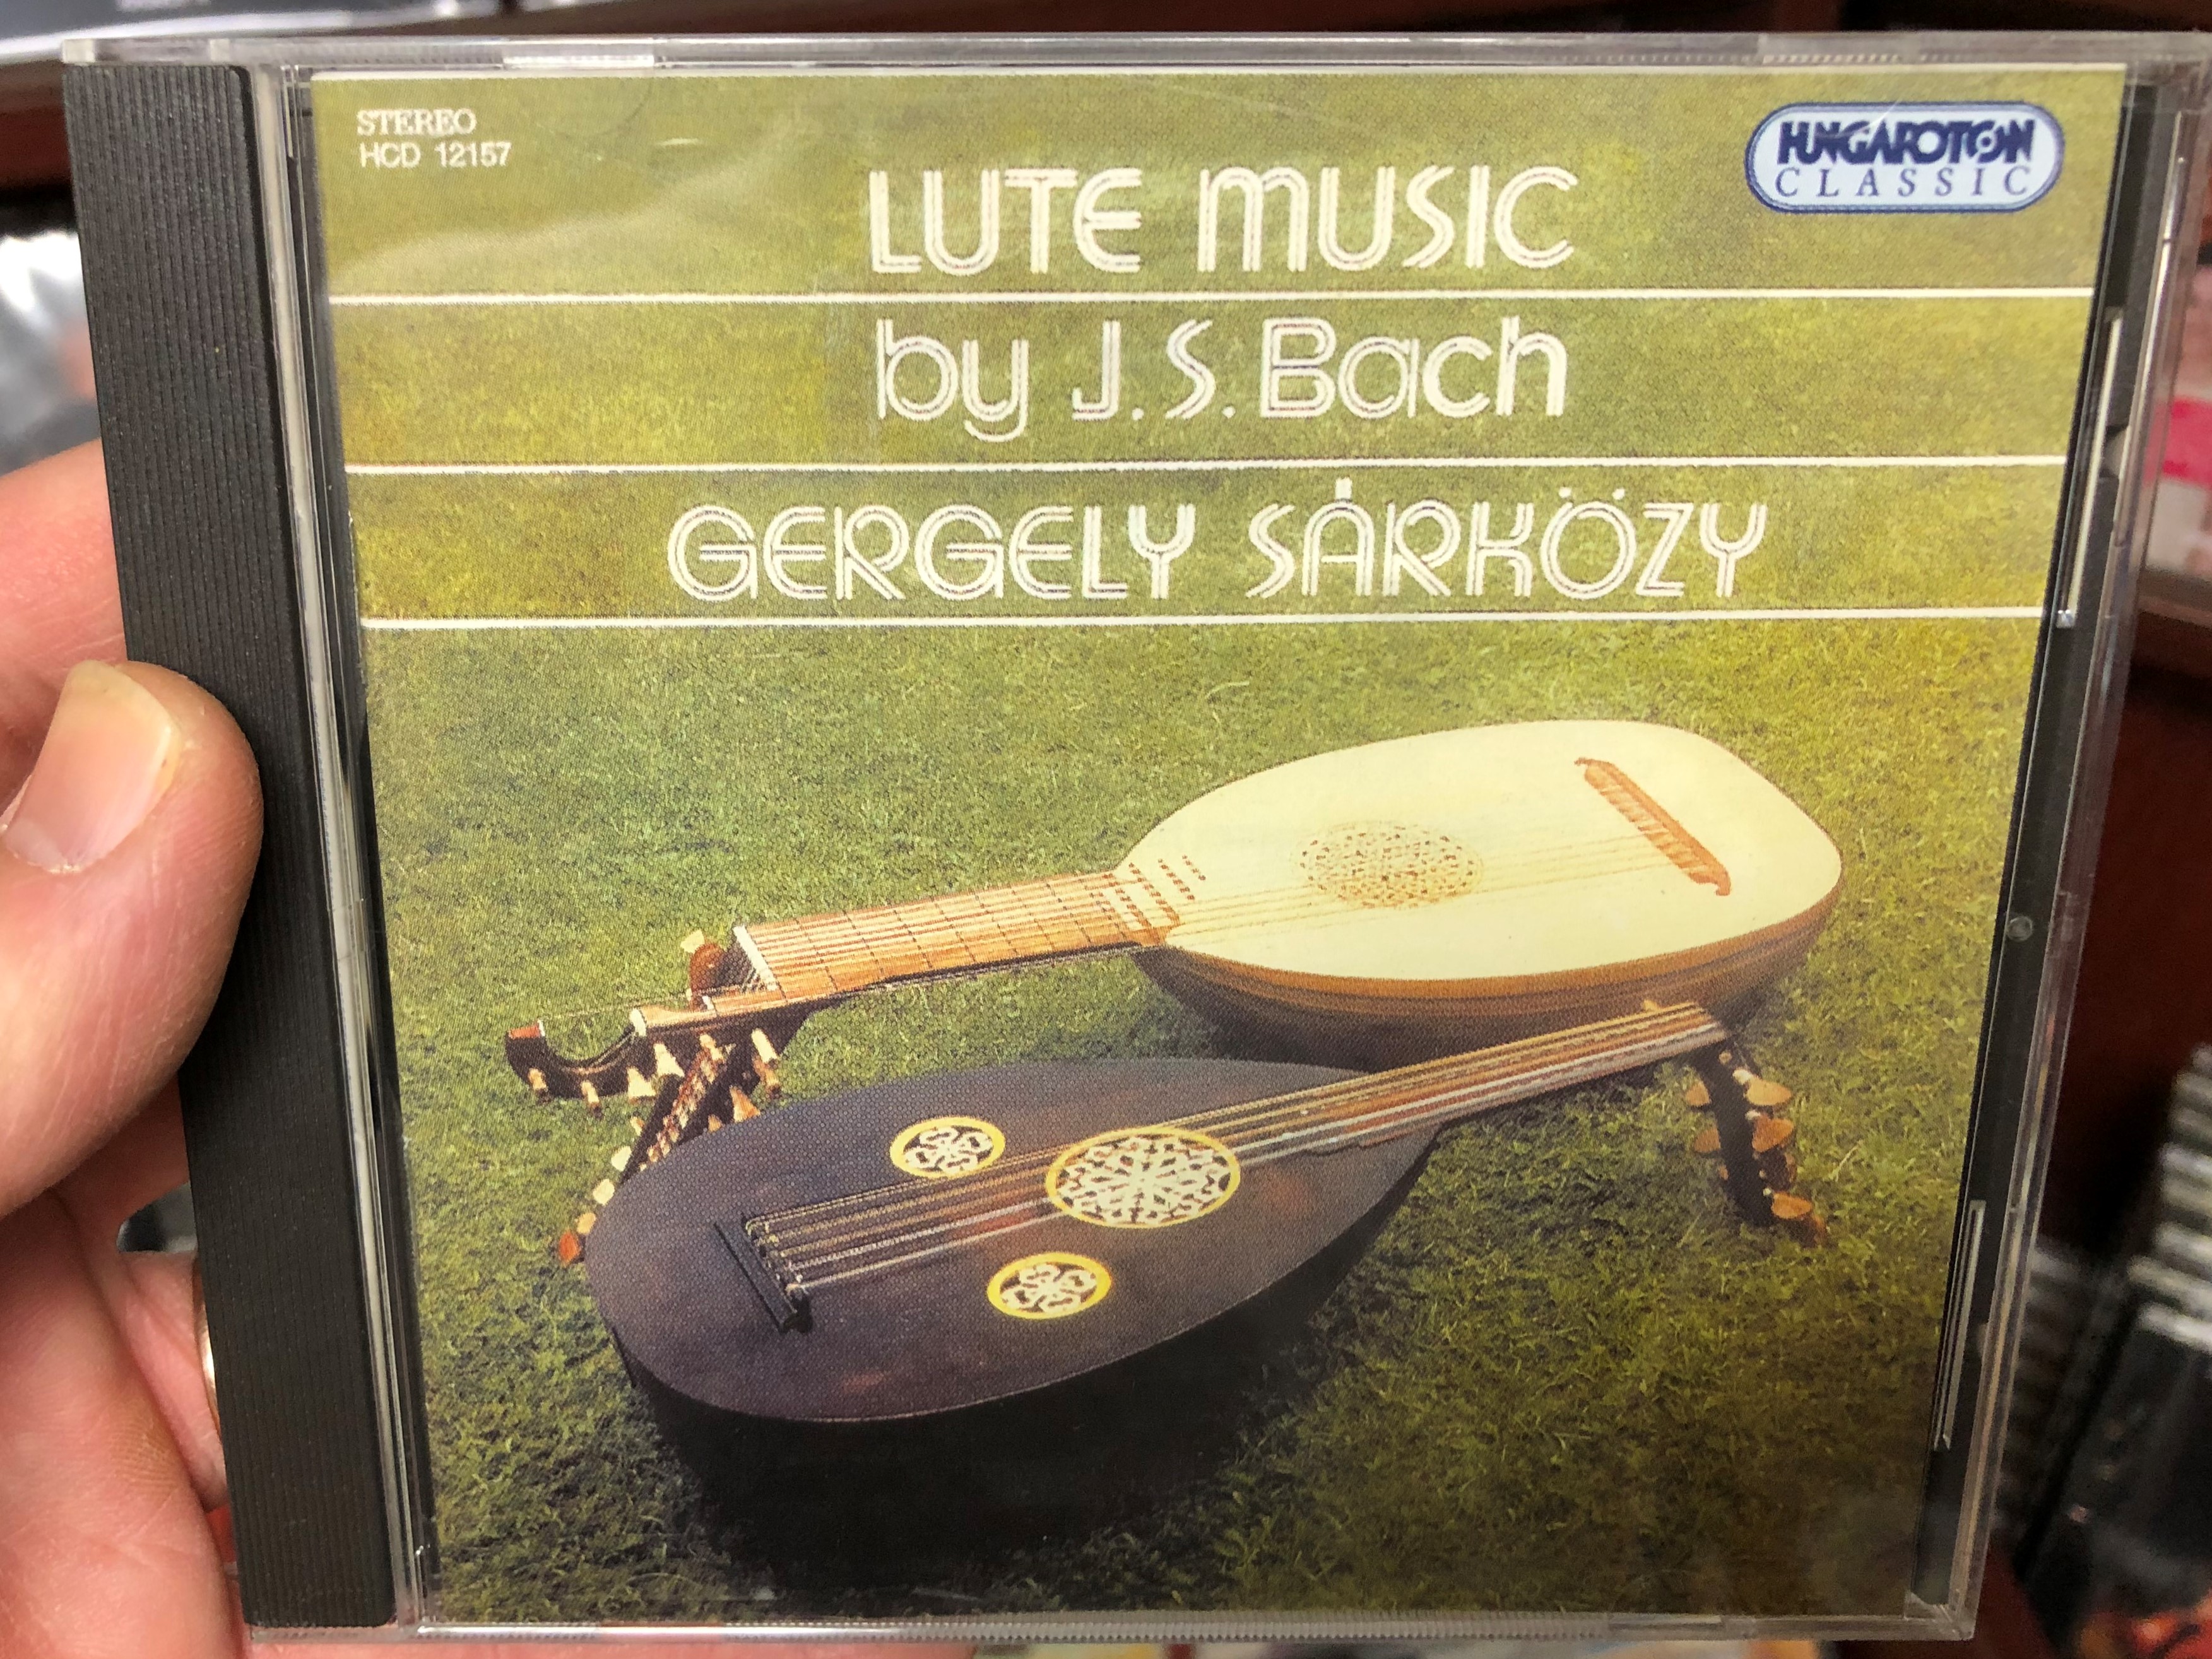 STEREO
HCD 12157
HUNGAROTON
CLASSIC
LUTE MUSIC
by J.S. Bach
GERGELY SÁRKÖZY